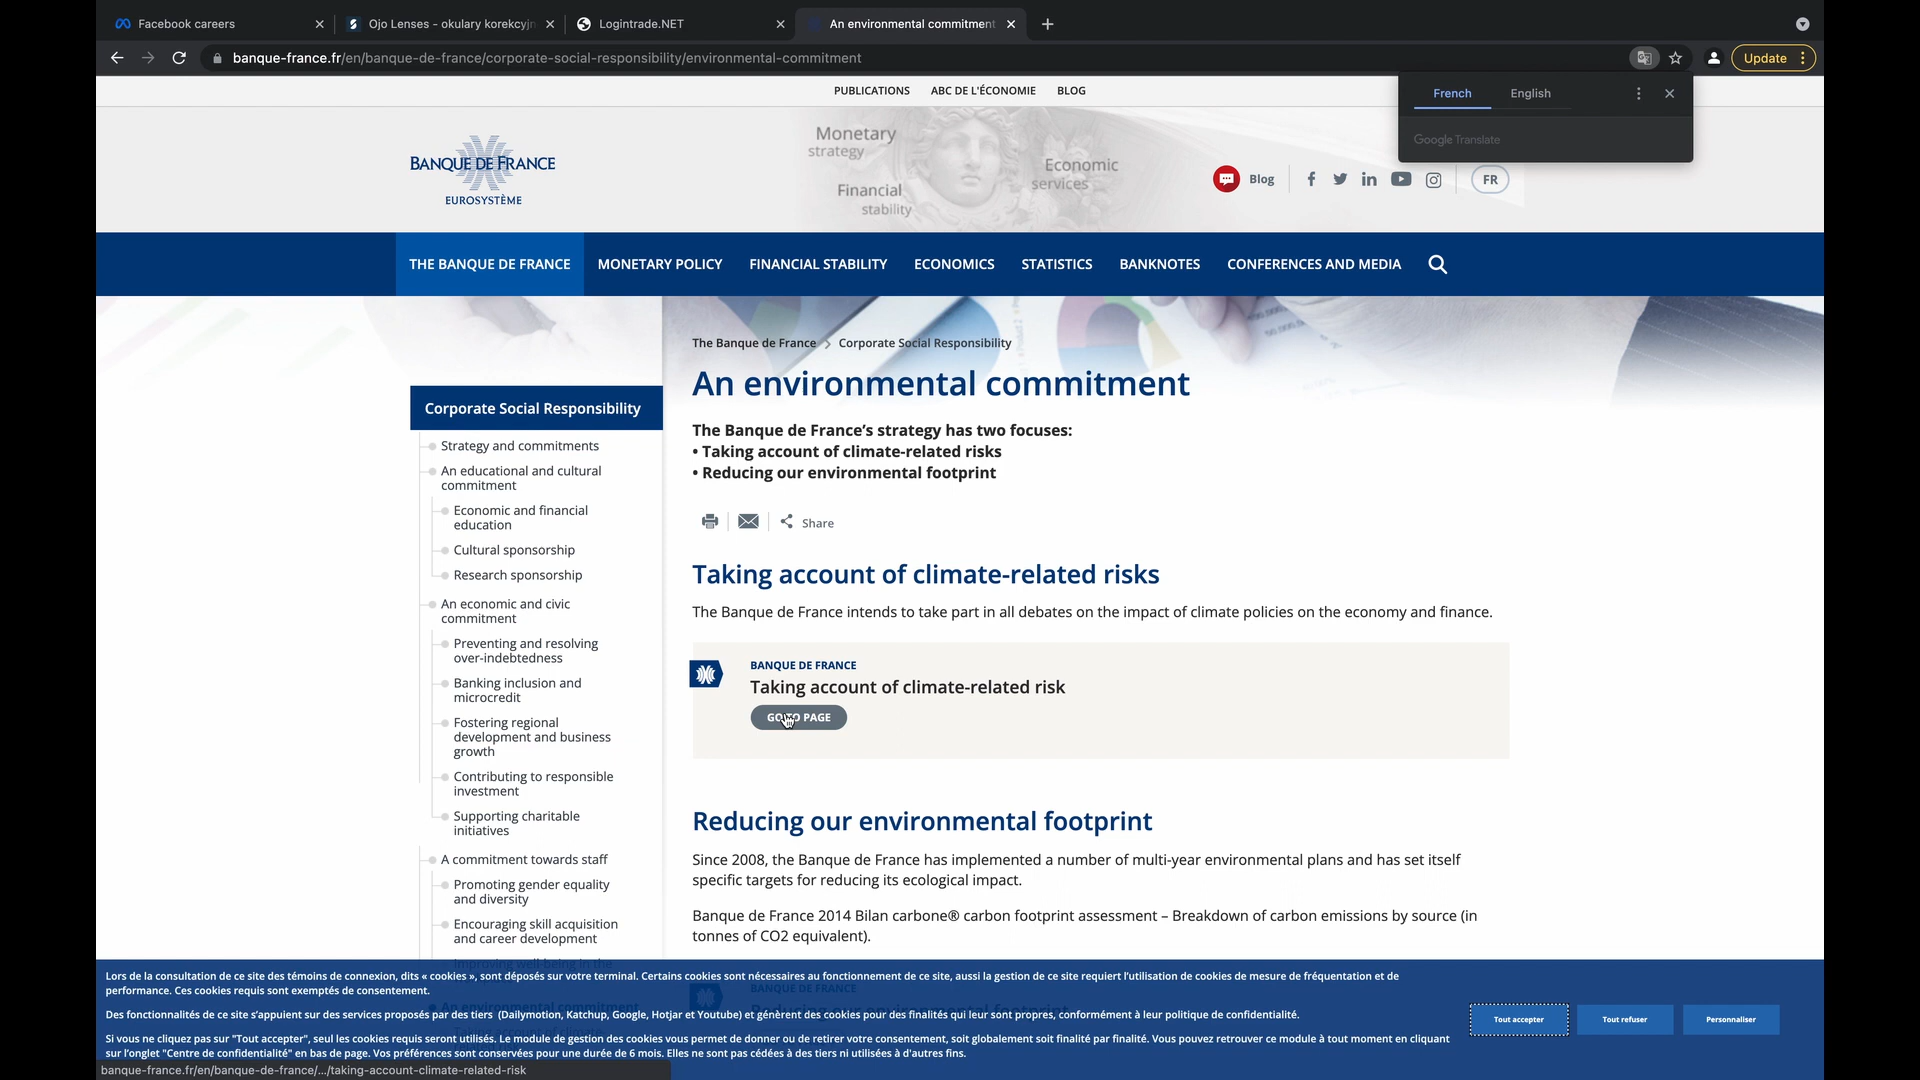 Facebook careers
Ojo Lenses - okulary korekcyjn
Logintrade.NET
An environmental commitment
banque-france.fr/en/banque-de-france/corporate-social-responsibility/environmental-commitment
Update
French
English
Google Translate
PUBLICATIONS
ABC DE L'ÉCONOMIE
BLOG
BANQUE DE FRANCE
EUROSYSTÈME
Monetary
strategy
Economic
services
Financial
stability
Blog
FR
THE BANQUE DE FRANCE
MONETARY POLICY
FINANCIAL STABILITY
ECONOMICS
STATISTICS
BANKNOTES
CONFERENCES AND MEDIA
The Banque de France
Corporate Social Responsibility
An environmental commitment
The Banque de France’s strategy has two focuses:
• Taking account of climate-related risks
• Reducing our environmental footprint
Share
Corporate Social Responsibility
Strategy and commitments
An educational and cultural
commitment
Economic and financial
education
Cultural sponsorship
Research sponsorship
An economic and civic
commitment
Preventing and resolving
over-indebtedness
Banking inclusion and
microcredit
Fostering regional
development and business
growth
Contributing to responsible
investment
Supporting charitable
initiatives
A commitment towards staff
Promoting gender equality
and diversity
Encouraging skill acquisition
and career development
Improving well-being in the
An environmental commitment
Taking account of climate-
Taking account of climate-related risks
The Banque de France intends to take part in all debates on the impact of climate policies on the economy and finance.
BANQUE DE FRANCE
Taking account of climate-related risk
GO TO PAGE
Reducing our environmental footprint
Since 2008, the Banque de France has implemented a number of multi-year environmental plans and has set itself
specific targets for reducing its ecological impact.
Banque de France 2014 Bilan carbone® carbon footprint assessment – Breakdown of carbon emissions by source (in
tonnes of CO2 equivalent).
BANQUE DE FRANCE
Reducing our environmental footprint
Lors de la consultation de ce site des témoins de connexion, dits « cookies », sont déposés sur votre terminal. Certains cookies sont nécessaires au fonctionnement de ce site, aussi la gestion de ce site requiert l’utilisation de cookies de mesure de fréquentation et de
performance. Ces cookies requis sont exemptés de consentement.
Des fonctionnalités de ce site s’appuient sur des services proposés par des tiers (Dailymotion, Katchup, Google, Hotjar et Youtube) et génèrent des cookies pour des finalités qui leur sont propres, conformément à leur politique de confidentialité.
Si vous ne cliquez pas sur "Tout accepter", seul les cookies requis seront utilisés. Le module de gestion des cookies vous permet de donner ou de retirer votre consentement, soit globalement soit finalité par finalité. Vous pouvez retrouver ce module à tout moment en cliquant
sur l’onglet "Centre de confidentialité" en bas de page. Vos préférences sont conservées pour une durée de 6 mois. Elles ne sont pas cédées à des tiers ni utilisées à d'autres fins.
Tout accepter
Tout refuser
Personnaliser
banque-france.fr/en/banque-de-france/.../taking-account-climate-related-risk